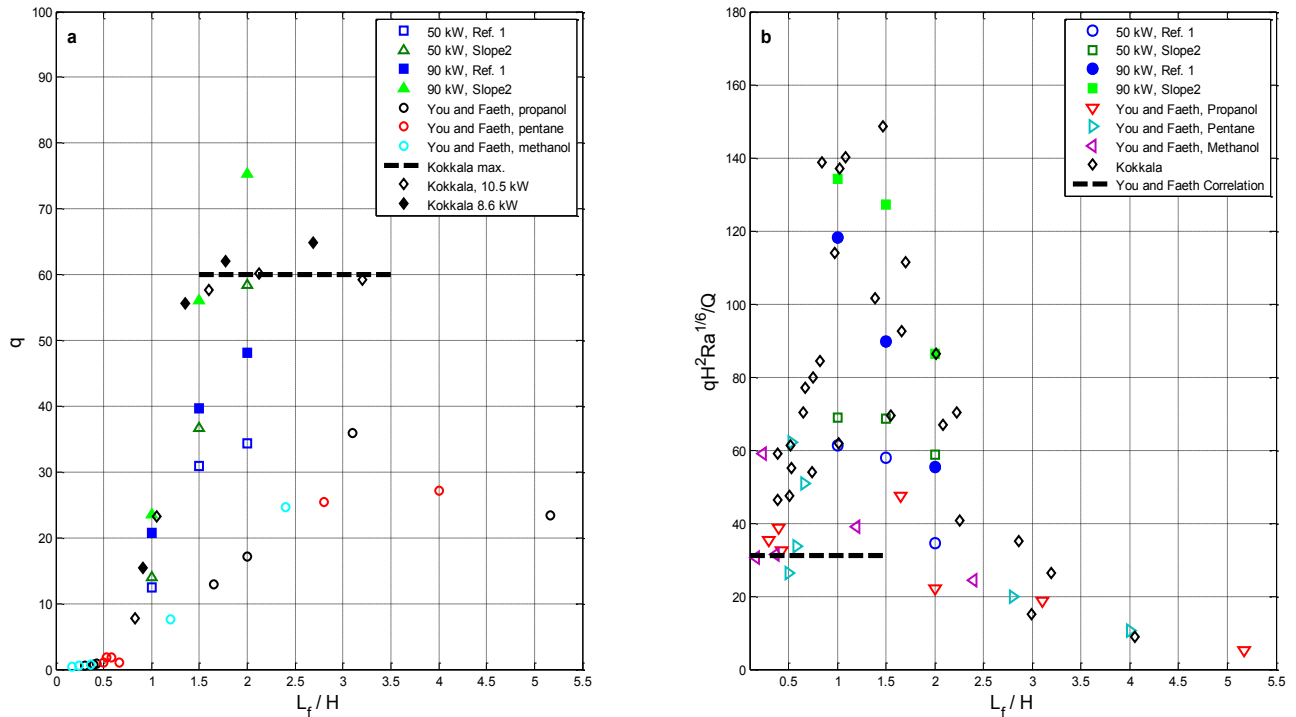 a
100
90
80
70
60
50
40
30
20
10
0
q
0
0.5
1
1.5
2
2.5
3
3.5
4
4.5
5
5.5
L_f / H
50 kW, Ref. 1
50 kW, Slope2
90 kW, Ref. 1
90 kW, Slope2
You and Faeth, propanol
You and Faeth, pentane
You and Faeth, methanol
Kokkala max.
Kokkala, 10.5 kW
Kokkala 8.6 kW
b
180
160
140
120
100
80
60
40
20
0
qH²Ra^1/6/Q
0.5
1
1.5
2
2.5
3
3.5
4
4.5
5
5.5
L_f / H
50 kW, Ref. 1
50 kW, Slope2
90 kW, Ref. 1
90 kW, Slope2
You and Faeth, Propanol
You and Faeth, Pentane
You and Faeth, Methanol
Kokkala
You and Faeth Correlation